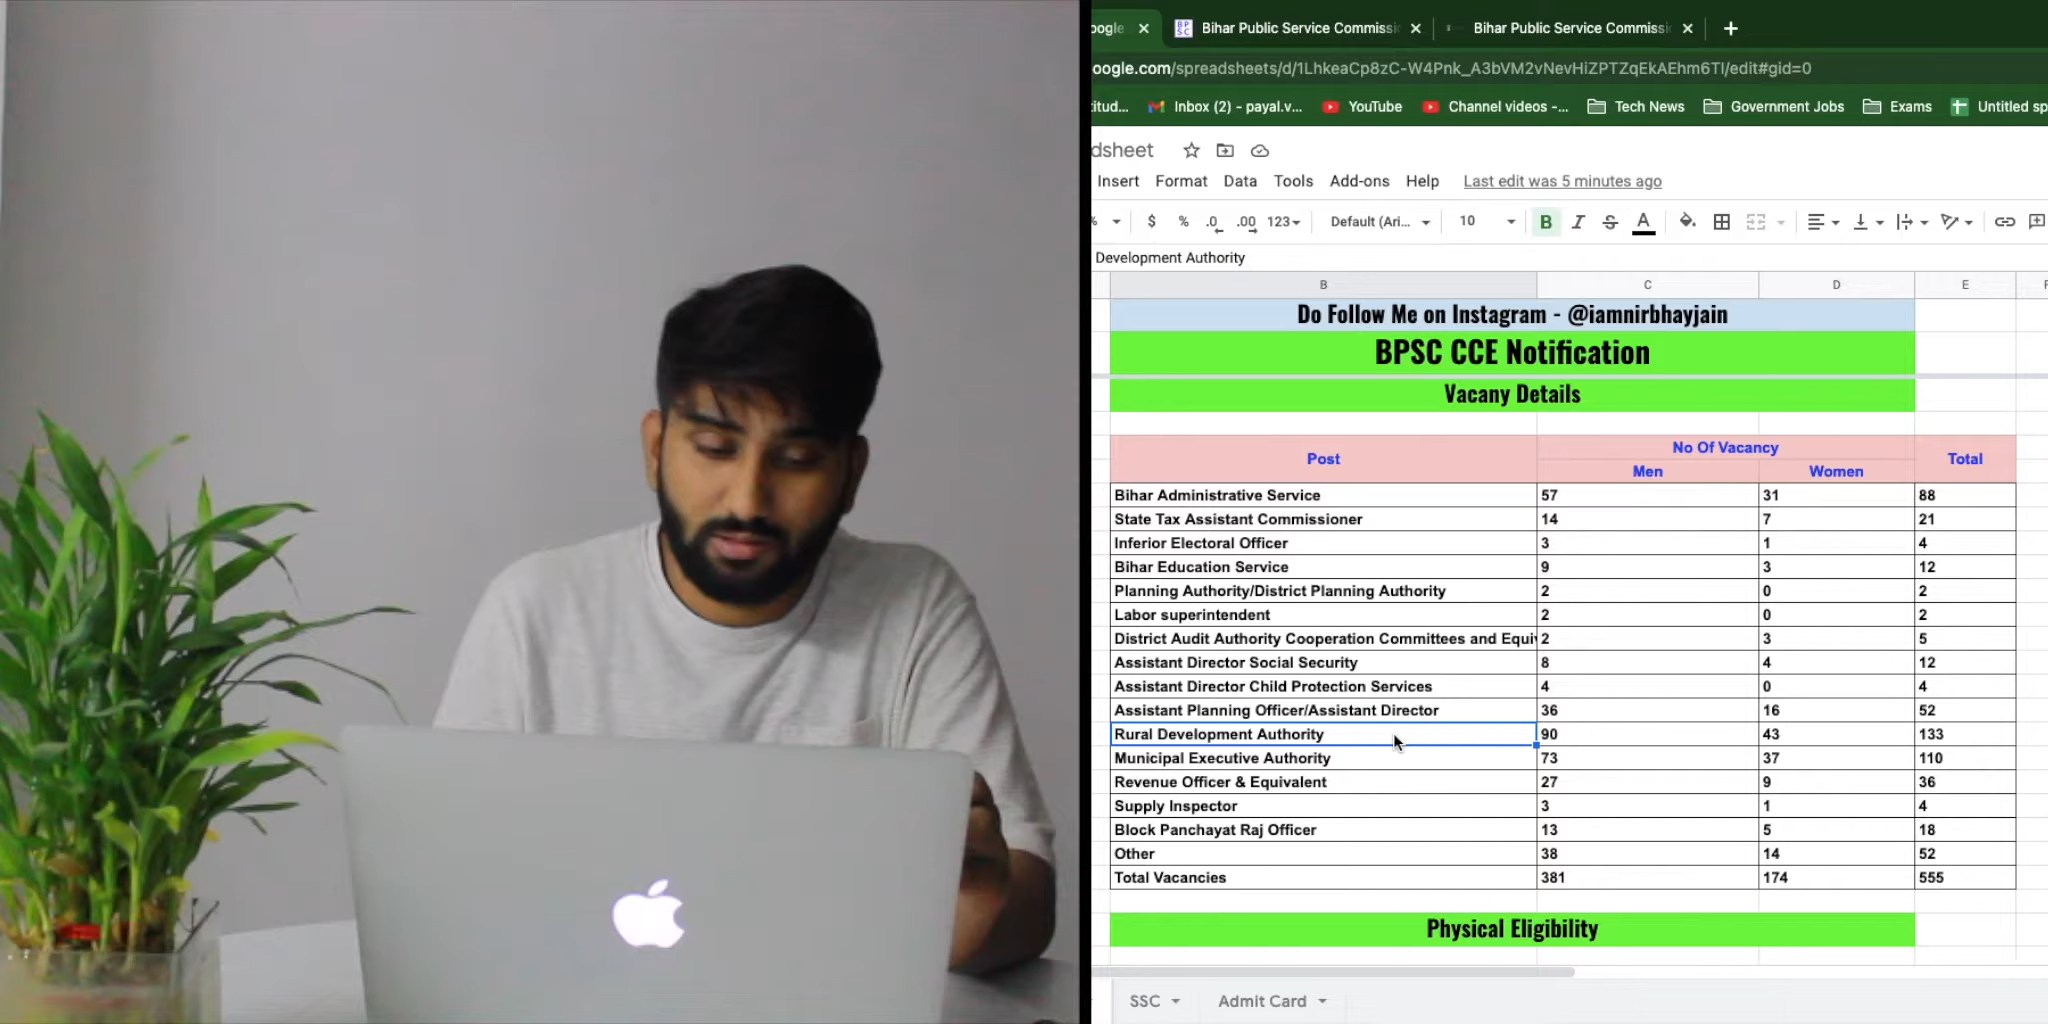 oogle
Bihar Public Service Commissi
Bihar Public Service Commissi
oogle.com/spreadsheets/d/1LhkeaCp8zC-W4Pnk_A3bVM2vNevHiZPTZqEkAEhm6TI/edit#gid=0
titud... Inbox (2) - payal.v... YouTube Channel videos -... Tech News Government Jobs Exams Untitled sp
dsheet
Insert Format Data Tools Add-ons Help Last edit was 5 minutes ago
% $ % .0 .00 123 Default (Ari... 10 B I S A
Development Authority
B C D E F
Do Follow Me on Instagram - @iamnirbhayjain
BPSC CCE Notification
Vacany Details
Post No Of Vacancy Total
Men Women
Bihar Administrative Service 57 31 88
State Tax Assistant Commissioner 14 7 21
Inferior Electoral Officer 3 1 4
Bihar Education Service 9 3 12
Planning Authority/District Planning Authority 2 0 2
Labor superintendent 2 0 2
District Audit Authority Cooperation Committees and Equiv 2 3 5
Assistant Director Social Security 8 4 12
Assistant Director Child Protection Services 4 0 4
Assistant Planning Officer/Assistant Director 36 16 52
Rural Development Authority 90 43 133
Municipal Executive Authority 73 37 110
Revenue Officer & Equivalent 27 9 36
Supply Inspector 3 1 4
Block Panchayat Raj Officer 13 5 18
Other 38 14 52
Total Vacancies 381 174 555
Physical Eligibility
SSC Admit Card